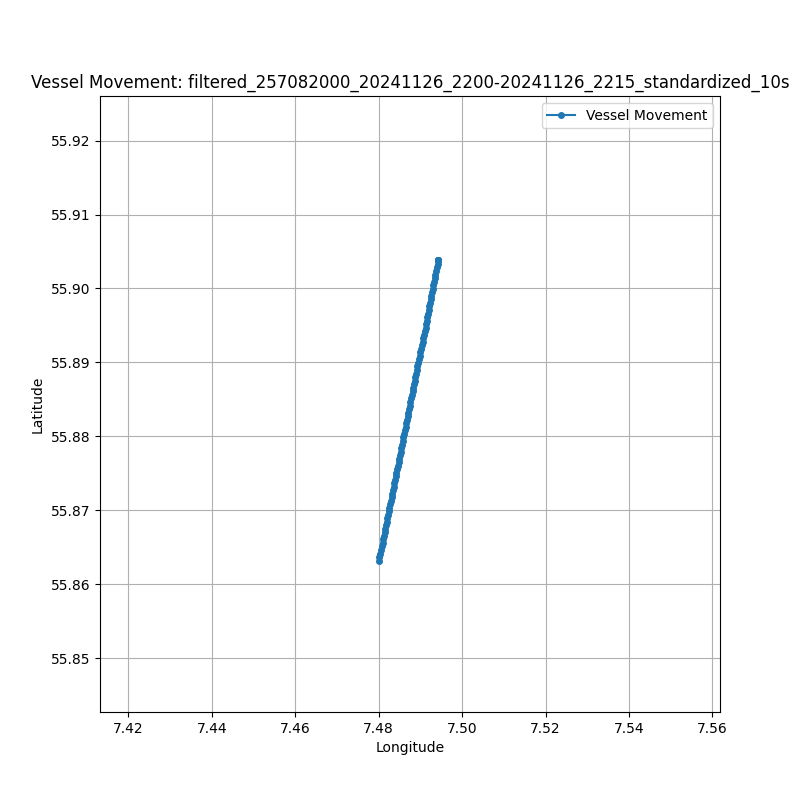 Vessel Movement: filtered_257082000_20241126_2200-20241126_2215_standardized_10s
Vessel Movement
55.92
55.91
55.90
55.89
55.88
55.87
55.86
55.85
Latitude
7.42 7.44 7.46 7.48 7.50 7.52 7.54 7.56
Longitude